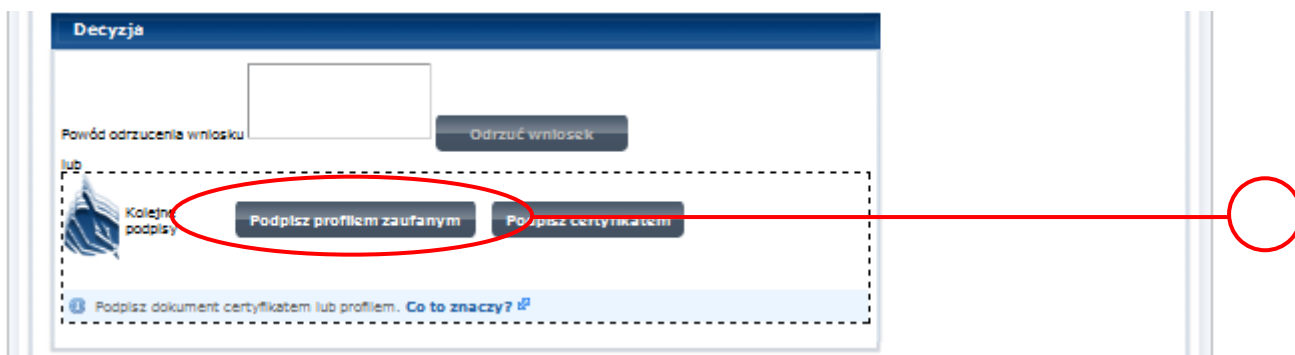 Decyzja
Powód odrzucenia wniosku
Odrzuć wniosek
lub
Kolejne
podpisy
Podpisz profilem zaufanym
Podpisz certyfikatem
Podpisz dokument certyfikatem lub profilem. Co to znaczy?